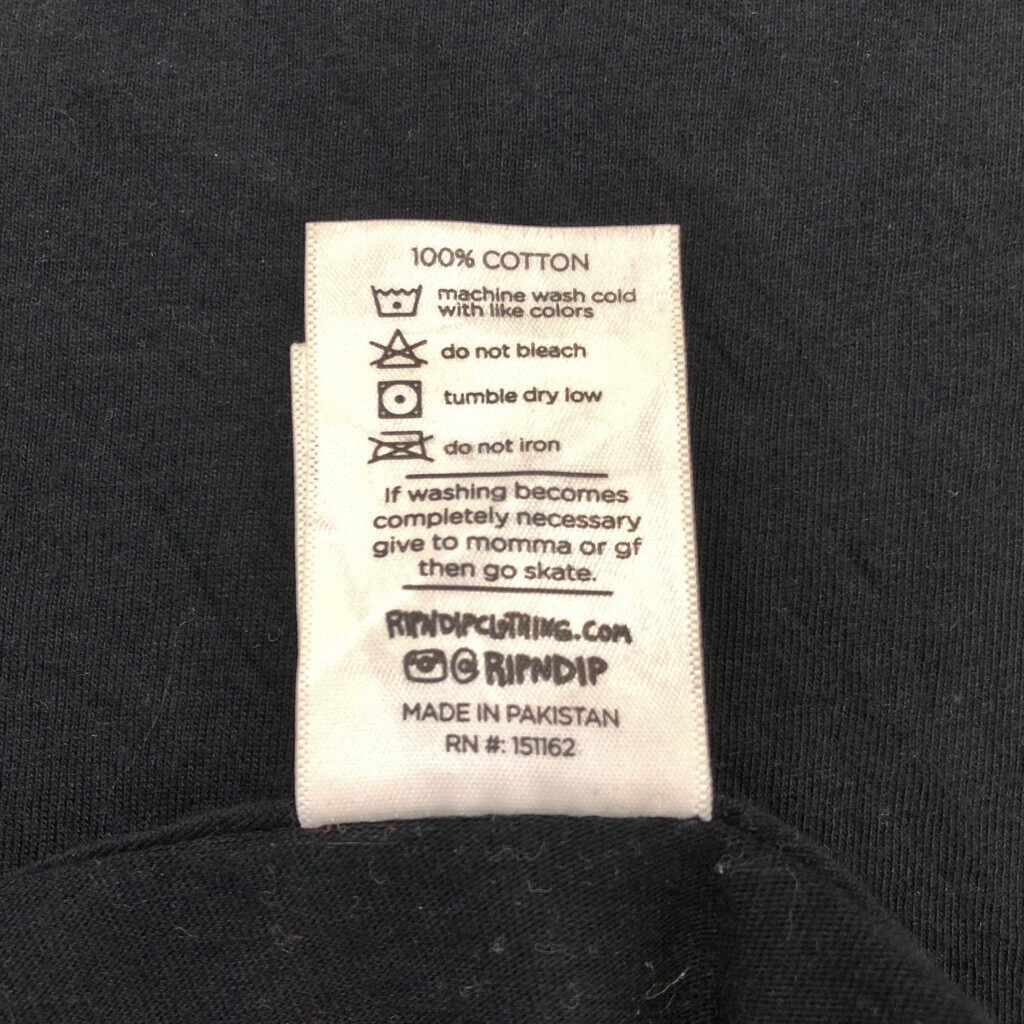 100% COTTON
machine wash cold
with like colors
do not bleach
tumble dry low
do not iron
If washing becomes
completely necessary
give to momma or gf
then go skate.
RIPNDIPCLOTHING.COM
@RIPNDIP
MADE IN PAKISTAN
RN #: 151162